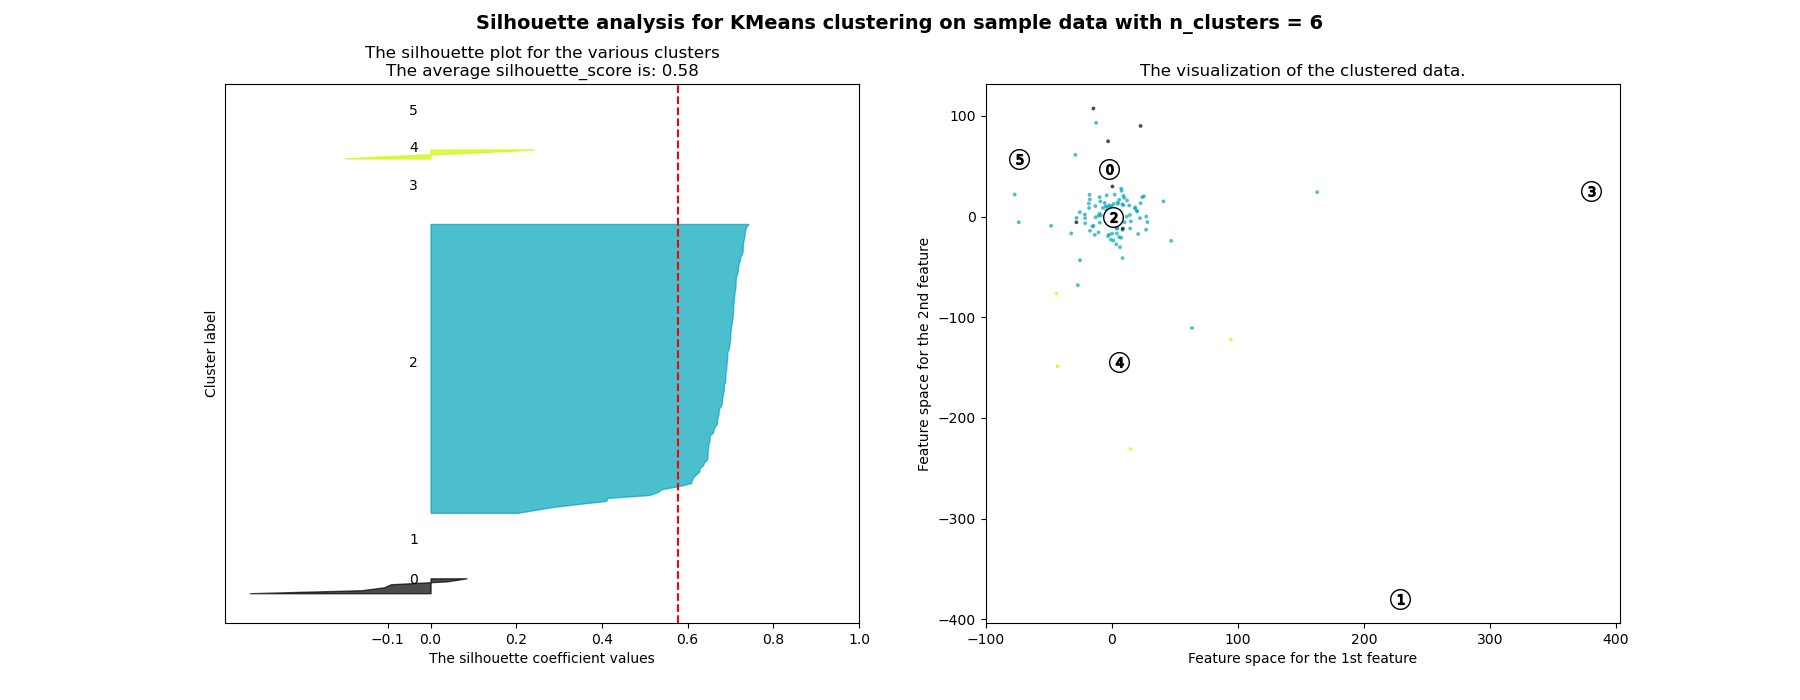 Silhouette analysis for KMeans clustering on sample data with n_clusters = 6
The silhouette plot for the various clusters
The average silhouette_score is: 0.58
Cluster label
5
4
3
2
1
0
−0.1 0.0 0.2 0.4 0.6 0.8 1.0
The silhouette coefficient values
The visualization of the clustered data.
Feature space for the 2nd feature
100
0
−100
−200
−300
−400
5
0
3
2
4
1
−100 0 100 200 300 400
Feature space for the 1st feature